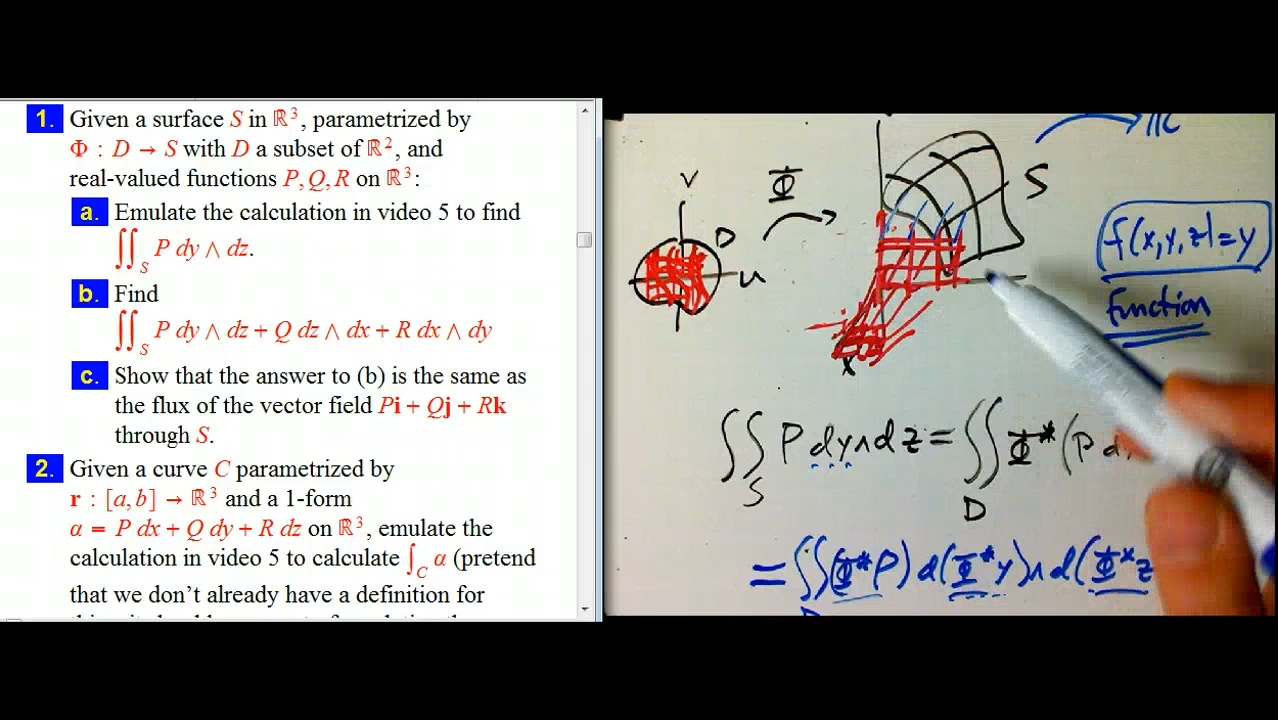 1. Given a surface S in ℝ³, parametrized by
Φ : D → S with D a subset of ℝ², and
real-valued functions P, Q, R on ℝ³:
a. Emulate the calculation in video 5 to find
∬_S P dy ∧ dz.
b. Find
∬_S P dy ∧ dz + Q dz ∧ dx + R dx ∧ dy
c. Show that the answer to (b) is the same as
the flux of the vector field Pi + Qj + Rk
through S.
2. Given a curve C parametrized by
r : [a, b] → ℝ³ and a 1-form
α = P dx + Q dy + R dz on ℝ³, emulate the
calculation in video 5 to calculate ∫_C α (pretend
that we don't already have a definition for
v
Φ
S
D
u
x
f(x,y,z)=y
function
∬_S P dy∧dz = ∬_D Φ*(P d
= ∬ (Φ*P) d(Φ*y)∧d(Φ*z